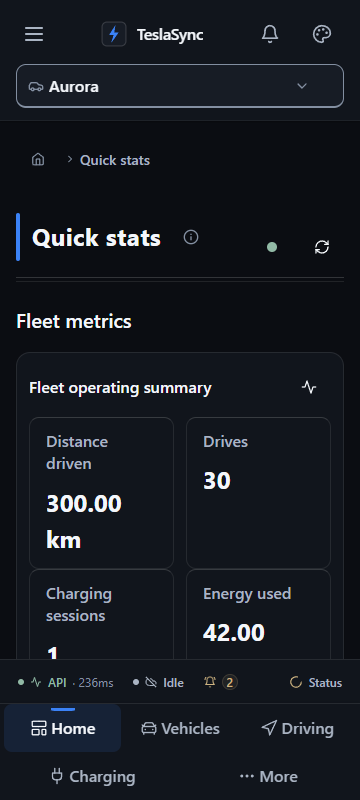 TeslaSync
Aurora
Quick stats
Quick stats
Fleet metrics
Fleet operating summary
Distance driven
300.00 km
Drives
30
Charging sessions
1
Energy used
42.00
API · 236ms
Idle
2
Status
Home
Vehicles
Driving
Charging
More